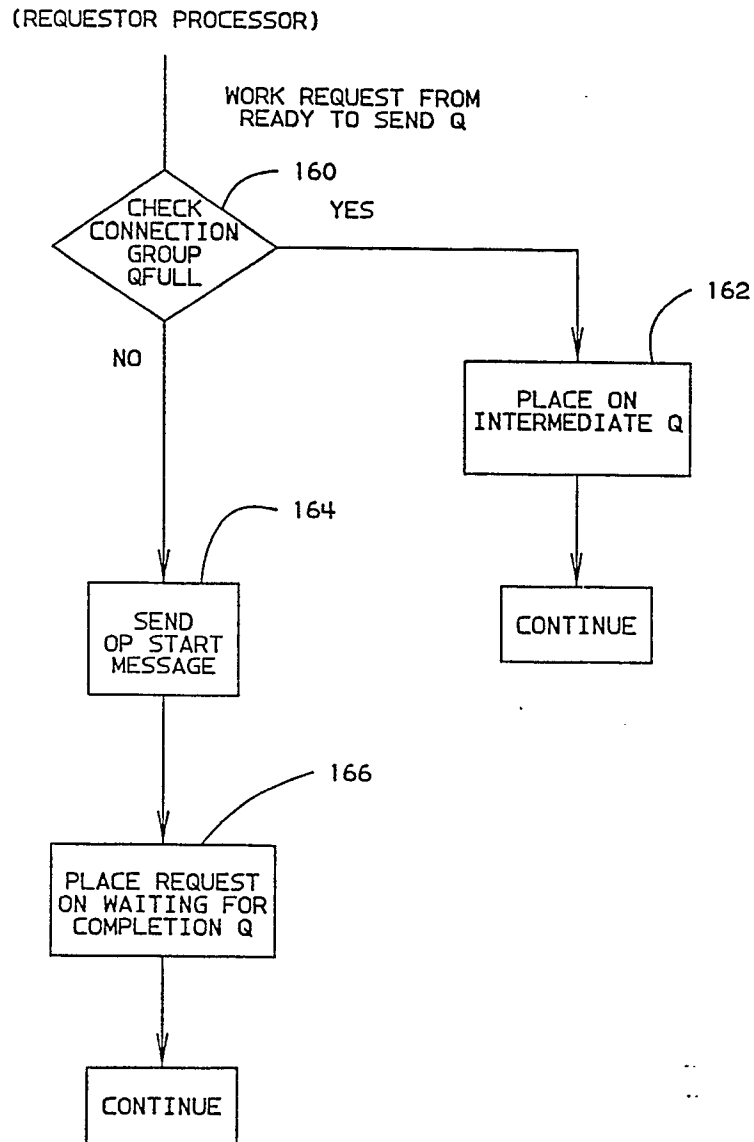 (REQUESTOR PROCESSOR)
WORK REQUEST FROM
READY TO SEND Q
160
CHECK
CONNECTION
GROUP
QFULL
YES
162
NO
PLACE ON
INTERMEDIATE Q
164
SEND
OP START
MESSAGE
CONTINUE
166
PLACE REQUEST
ON WAITING FOR
COMPLETION Q
CONTINUE